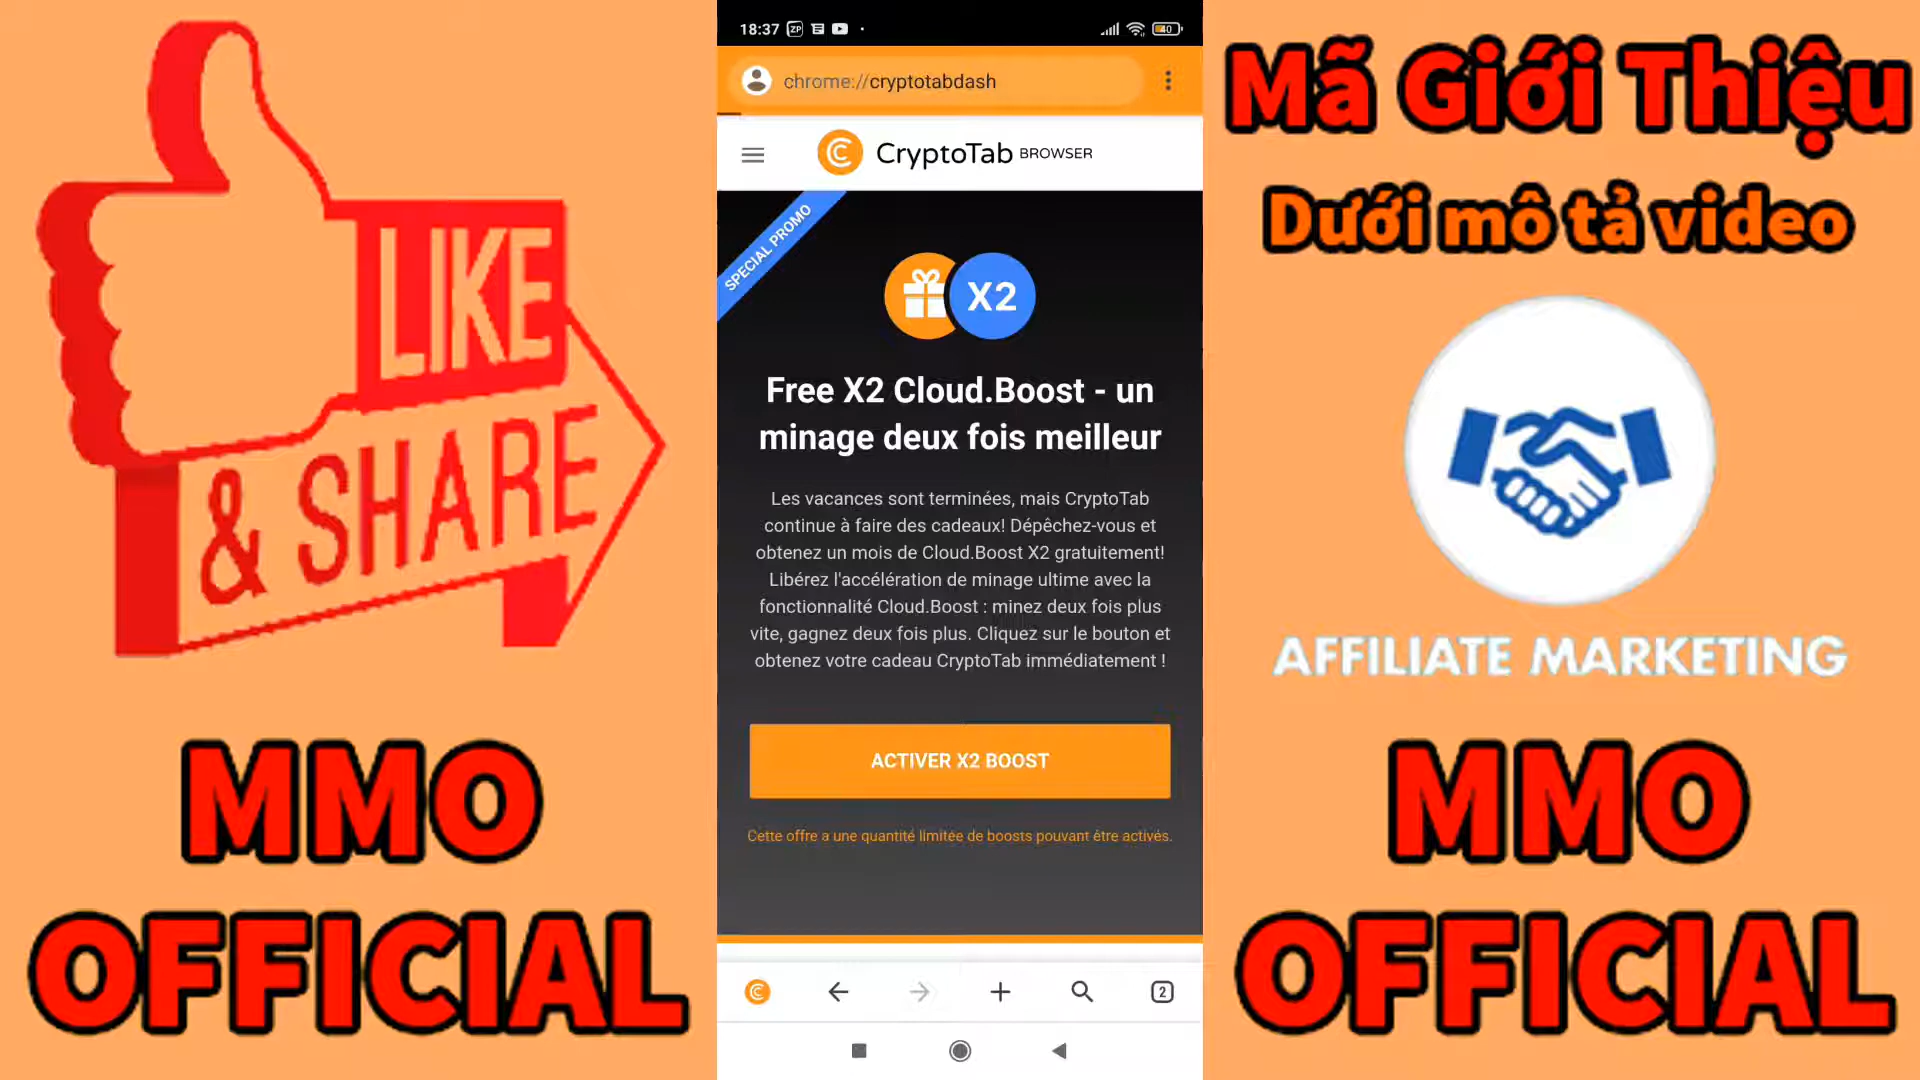 LIKE
& SHARE
MMO
OFFICIAL
18:37
ZP
40
chrome://cryptotabdash
CryptoTab BROWSER
SPECIAL PROMO
X2
Free X2 Cloud.Boost - un
minage deux fois meilleur
Les vacances sont terminées, mais CryptoTab
continue à faire des cadeaux! Dépêchez-vous et
obtenez un mois de Cloud.Boost X2 gratuitement!
Libérez l'accélération de minage ultime avec la
fonctionnalité Cloud.Boost : minez deux fois plus
vite, gagnez deux fois plus. Cliquez sur le bouton et
obtenez votre cadeau CryptoTab immédiatement !
ACTIVER X2 BOOST
Cette offre a une quantité limitée de boosts pouvant être activés.
2
Mã Giới Thiệu
Dưới mô tả video
AFFILIATE MARKETING
MMO
OFFICIAL